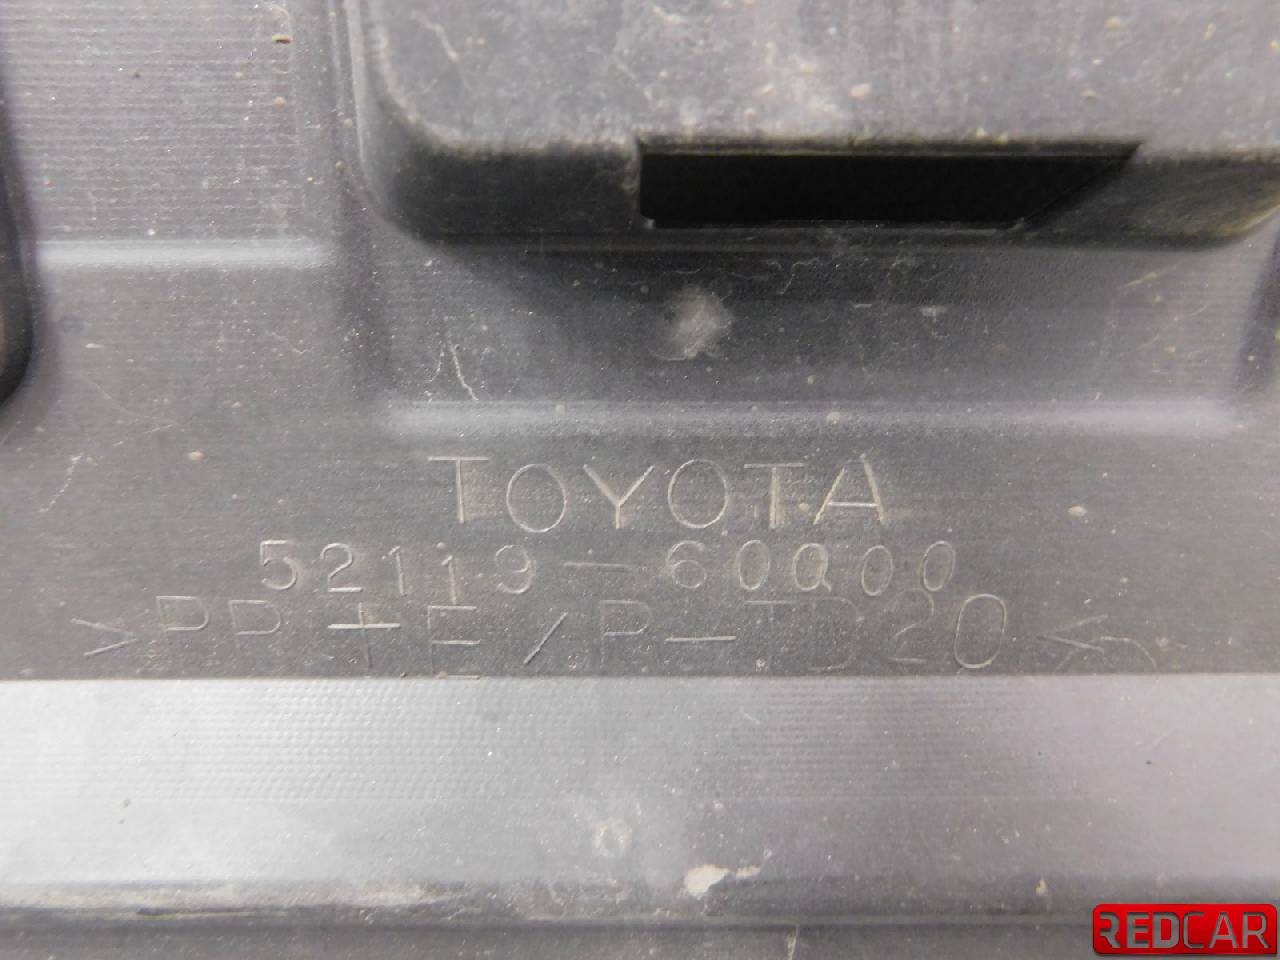 TOYOTA
52119-60Q00
>PP+E/P-TD20<
REDCAR